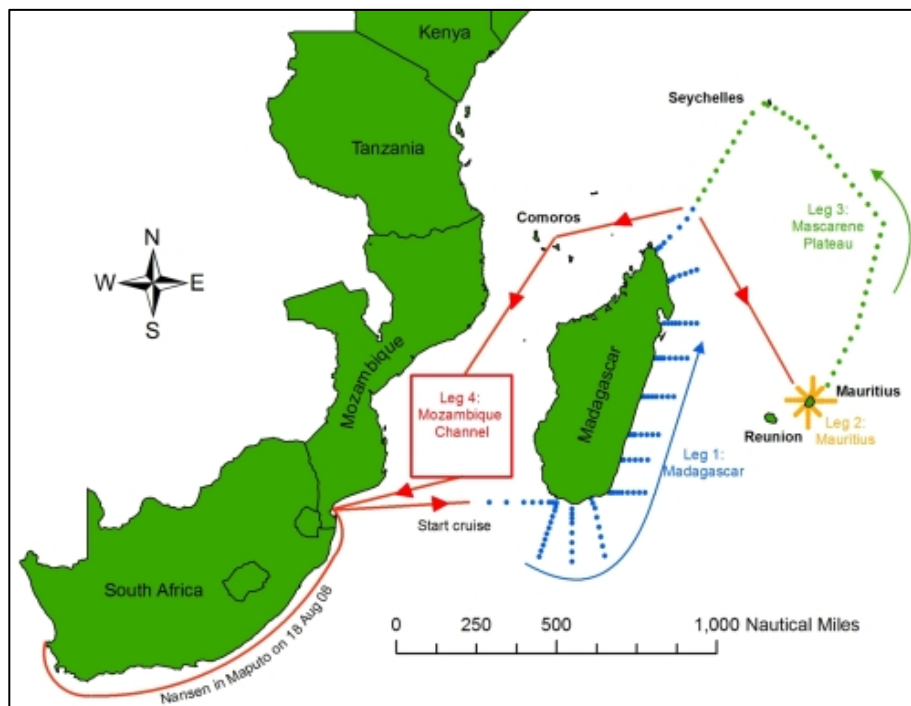 Kenya
Seychelles
Tanzania
Leg 3:
Mascarene
Plateau
Comoros
N
W E
S
Mozambique
Madagascar
Leg 4:
Mozambique
Channel
Mauritius
Leg 2:
Mauritius
Reunion
Leg 1:
Madagascar
Start cruise
South Africa
Nansen in Maputo on 18 Aug 08
0 250 500 1,000 Nautical Miles